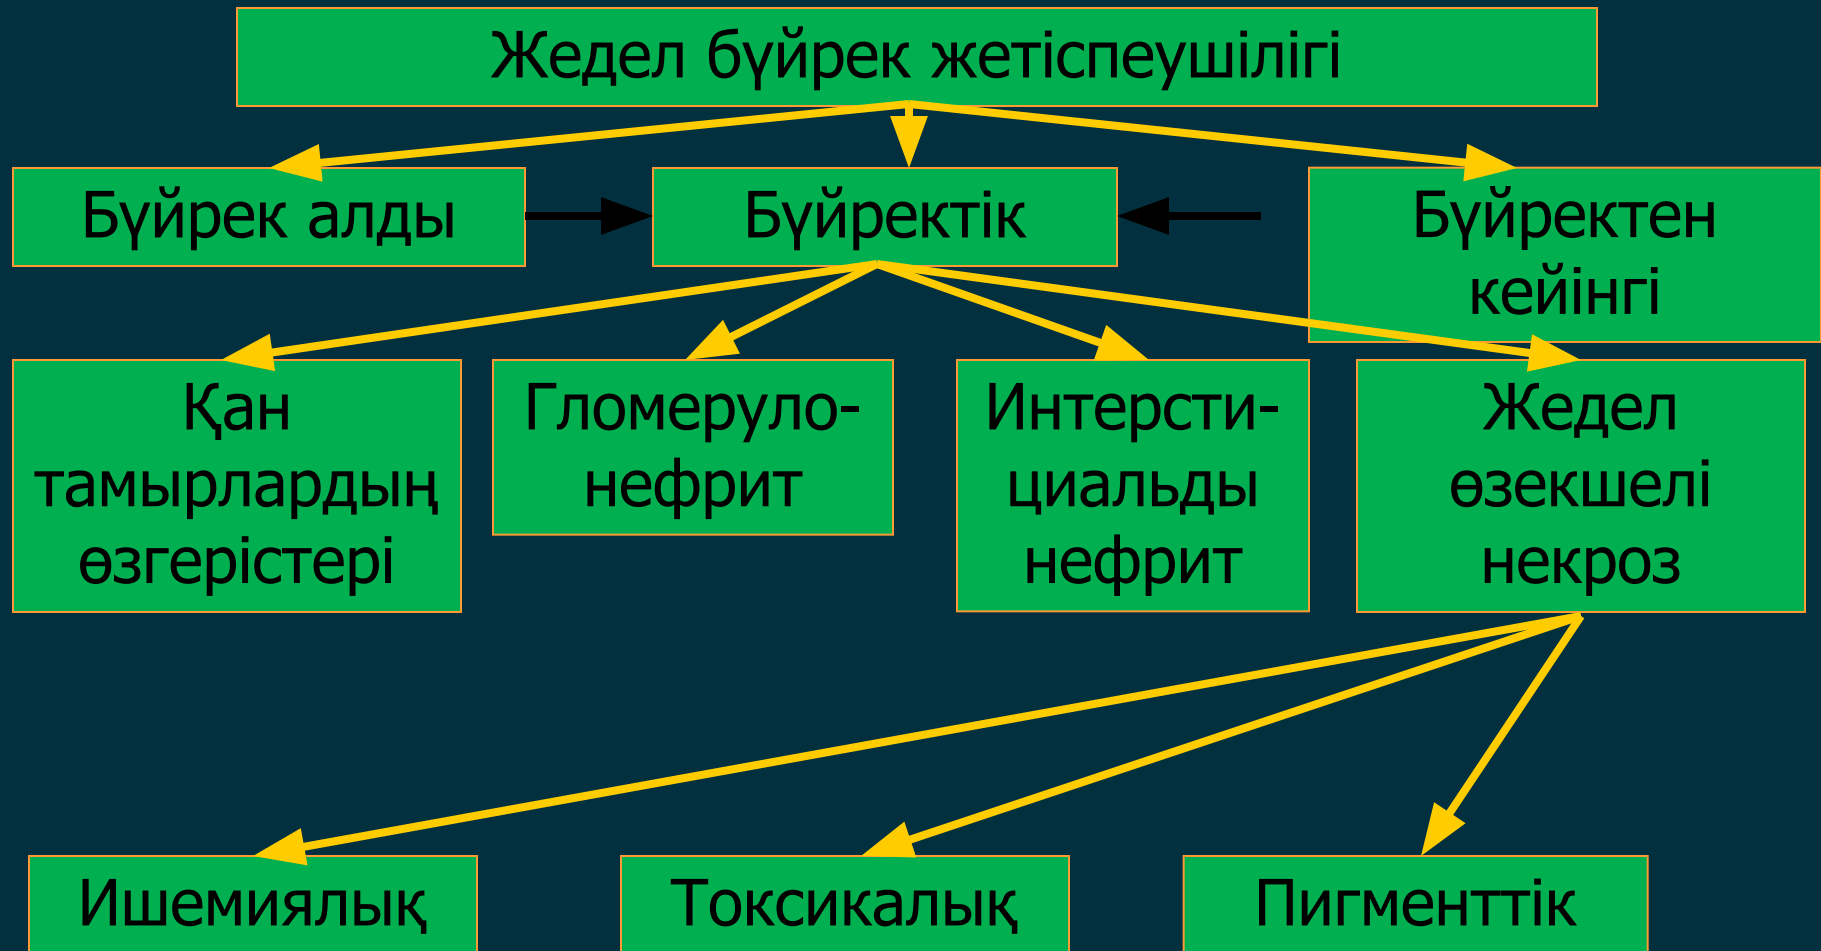 Жедел бүйрек жетіспеушілігі
Бүйрек алды
Бүйректік
Бүйректен
кейінгі
Қан
тамырлардың
өзгерістері
Гломеруло-
нефрит
Интерсти-
циальды
нефрит
Жедел
өзекшелі
некроз
Ишемиялық
Токсикалық
Пигменттік